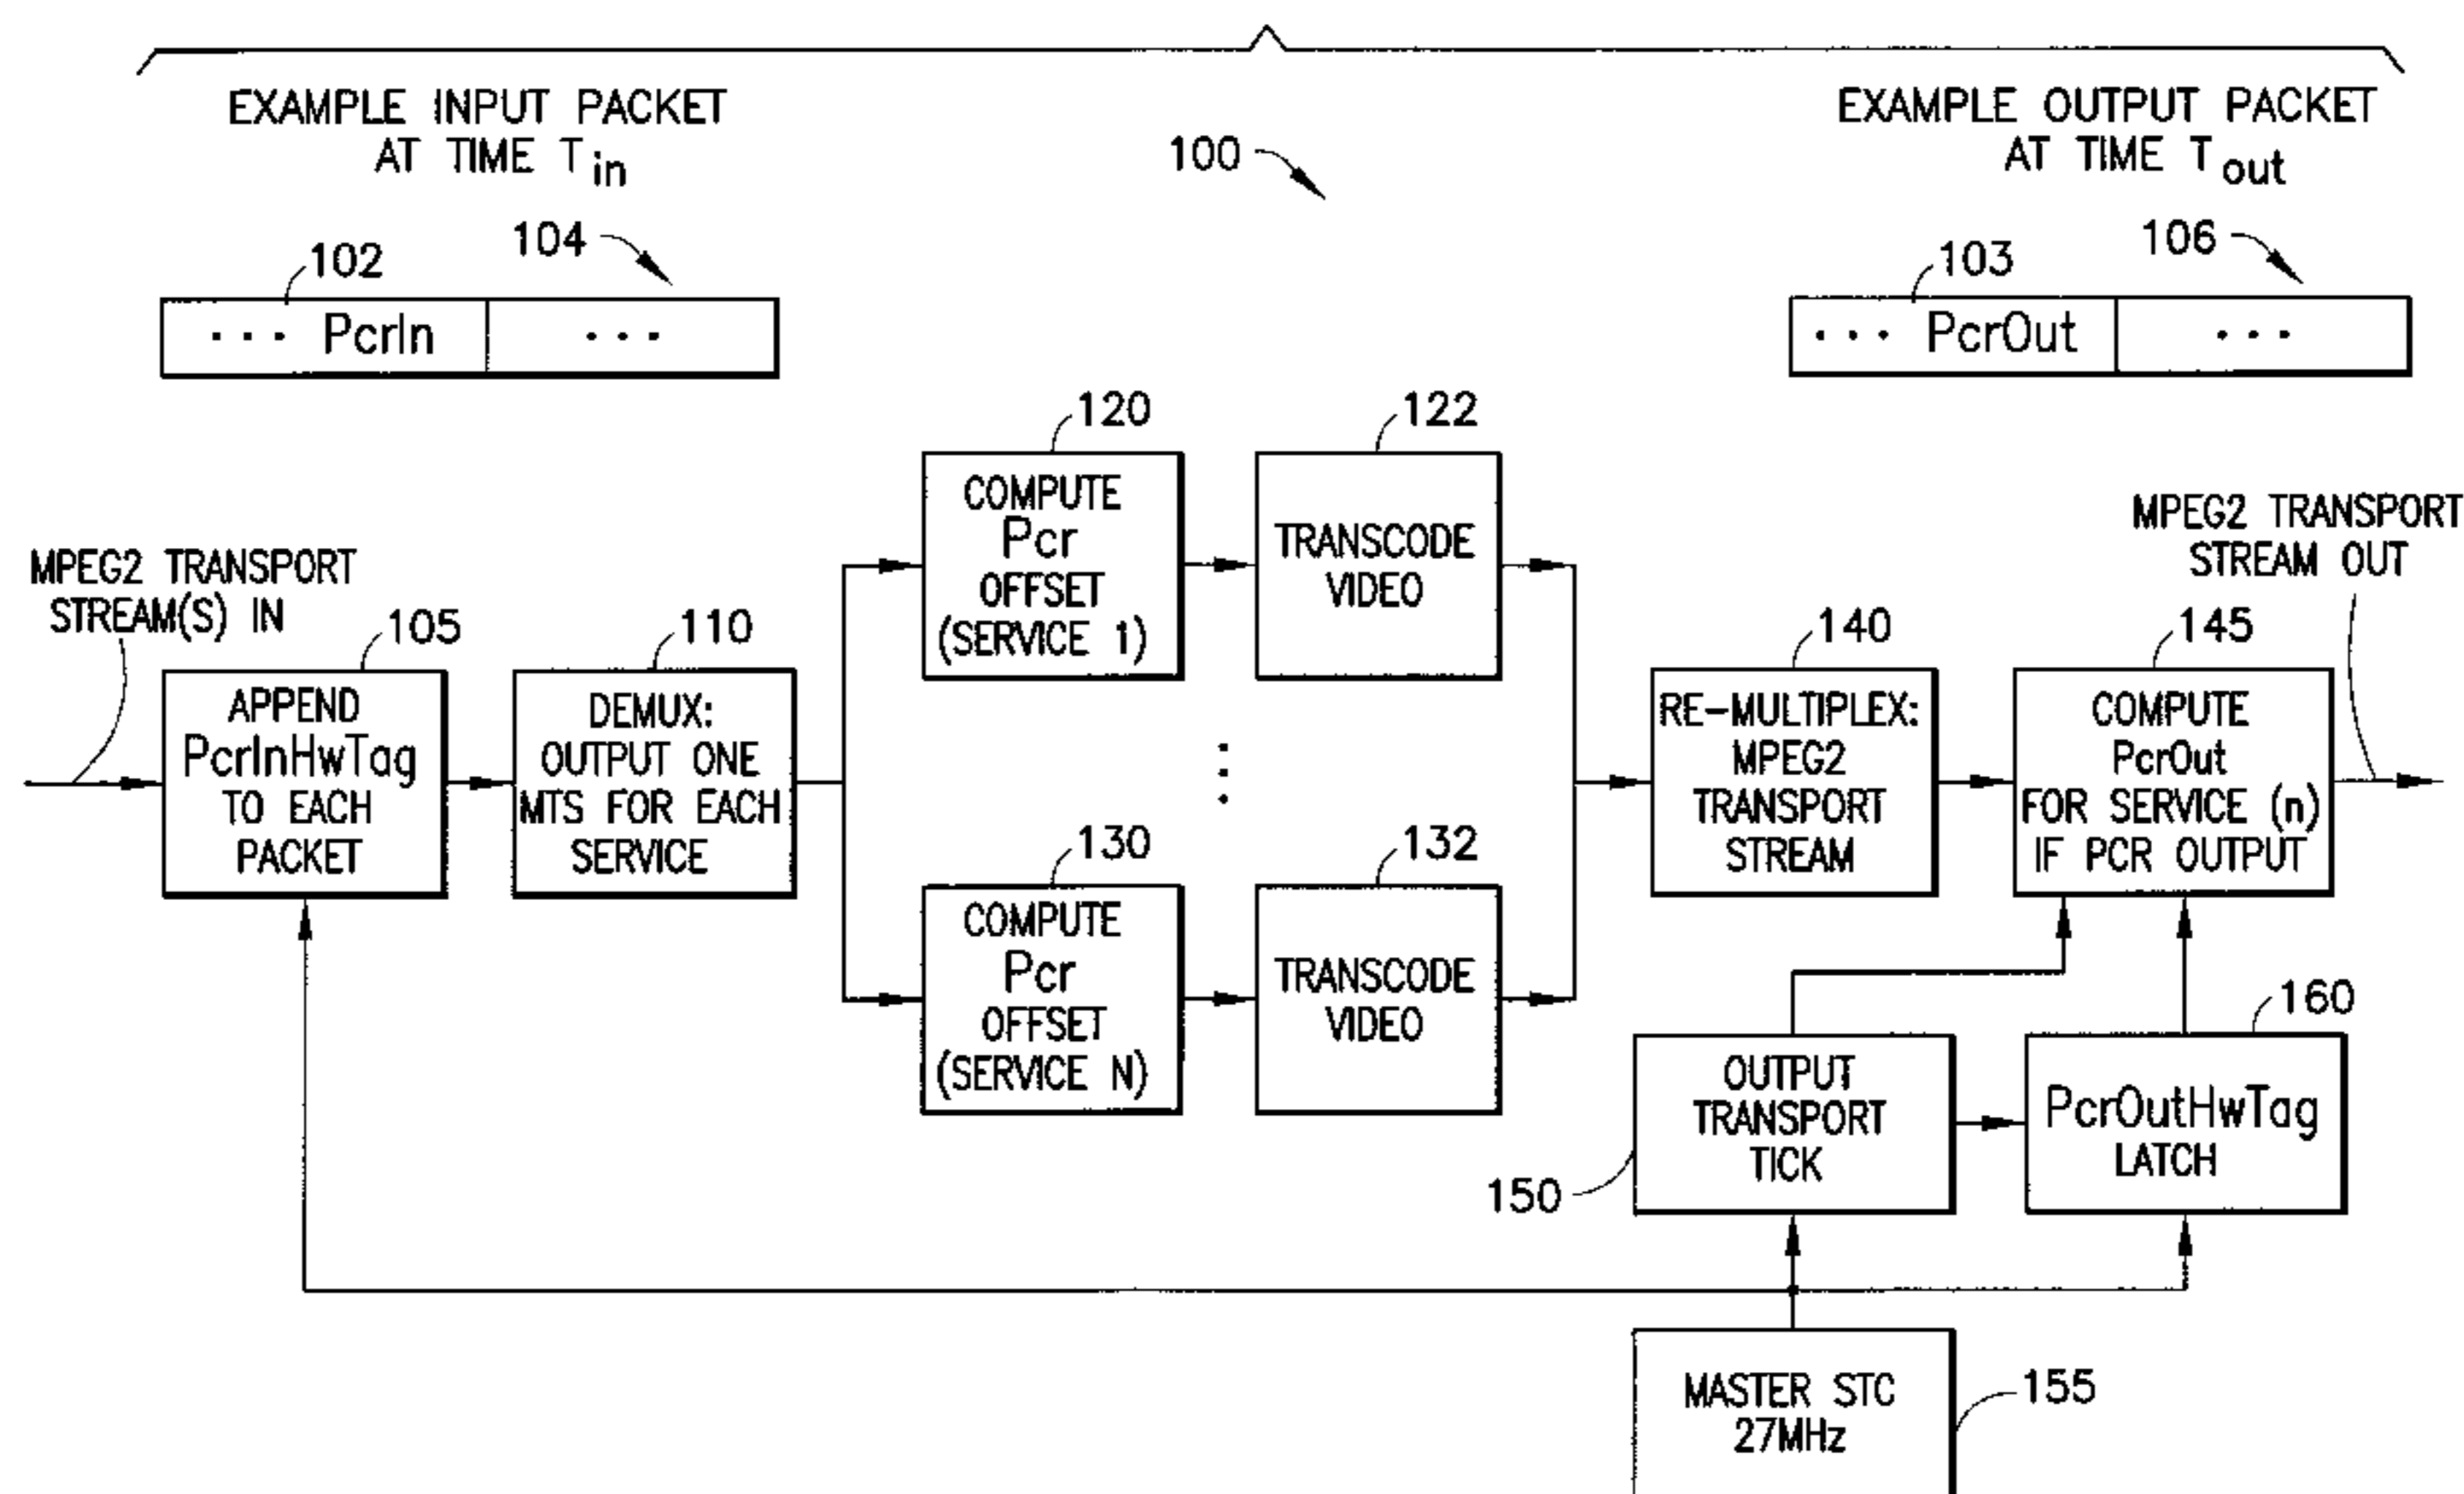 EXAMPLE INPUT PACKET
AT TIME Tin
EXAMPLE OUTPUT PACKET
AT TIME Tout
100
102
104
103
106
··· PcrIn
···
··· PcrOut
···
MPEG2 TRANSPORT
STREAM(S) IN
105
APPEND
PcrInHwTag
TO EACH
PACKET
110
DEMUX:
OUTPUT ONE
MTS FOR EACH
SERVICE
120
COMPUTE
Pcr
OFFSET
(SERVICE 1)
122
TRANSCODE
VIDEO
130
COMPUTE
Pcr
OFFSET
(SERVICE N)
132
TRANSCODE
VIDEO
140
RE-MULTIPLEX:
MPEG2
TRANSPORT
STREAM
145
COMPUTE
PcrOut
FOR SERVICE (n)
IF PCR OUTPUT
MPEG2 TRANSPORT
STREAM OUT
150
OUTPUT
TRANSPORT
TICK
160
PcrOutHwTag
LATCH
155
MASTER STC
27MHz